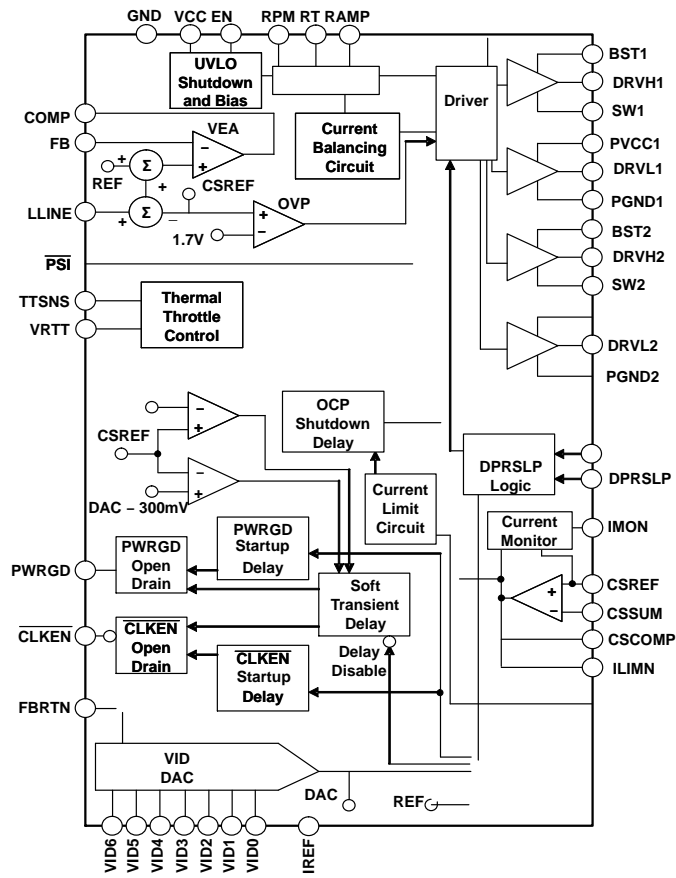 GND
VCC EN
RPM RT RAMP
UVLO
Shutdown
and Bias
Driver
BST1
DRVH1
SW1
COMP
FB
VEA
−
+
Current
Balancing
Circuit
PVCC1
DRVL1
PGND1
REF
+
Σ
+
LLINE
+
Σ
−
CSREF
OVP
+
−
1.7V
BST2
DRVH2
SW2
PSI
TTSNS
VRTT
Thermal
Throttle
Control
DRVL2
PGND2
−
+
CSREF
−
+
DAC − 300mV
OCP
Shutdown
Delay
Current
Limit
Circuit
DPRSLP
Logic
DPRSLP
Current
Monitor
IMON
+
−
CSREF
CSSUM
CSCOMP
ILIMN
PWRGD
PWRGD
Open
Drain
PWRGD
Startup
Delay
Soft
Transient
Delay
CLKEN
CLKEN
Open
Drain
CLKEN
Startup
Delay
Delay
Disable
FBRTN
VID
DAC
DAC
REF
VID6
VID5
VID4
VID3
VID2
VID1
VID0
IREF